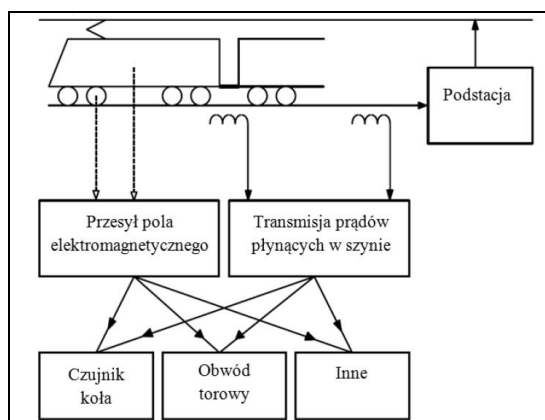 Podstacja
Przesył pola
elektromagnetycznego
Transmisja prądów
płynących w szynie
Czujnik
koła
Obwód
torowy
Inne